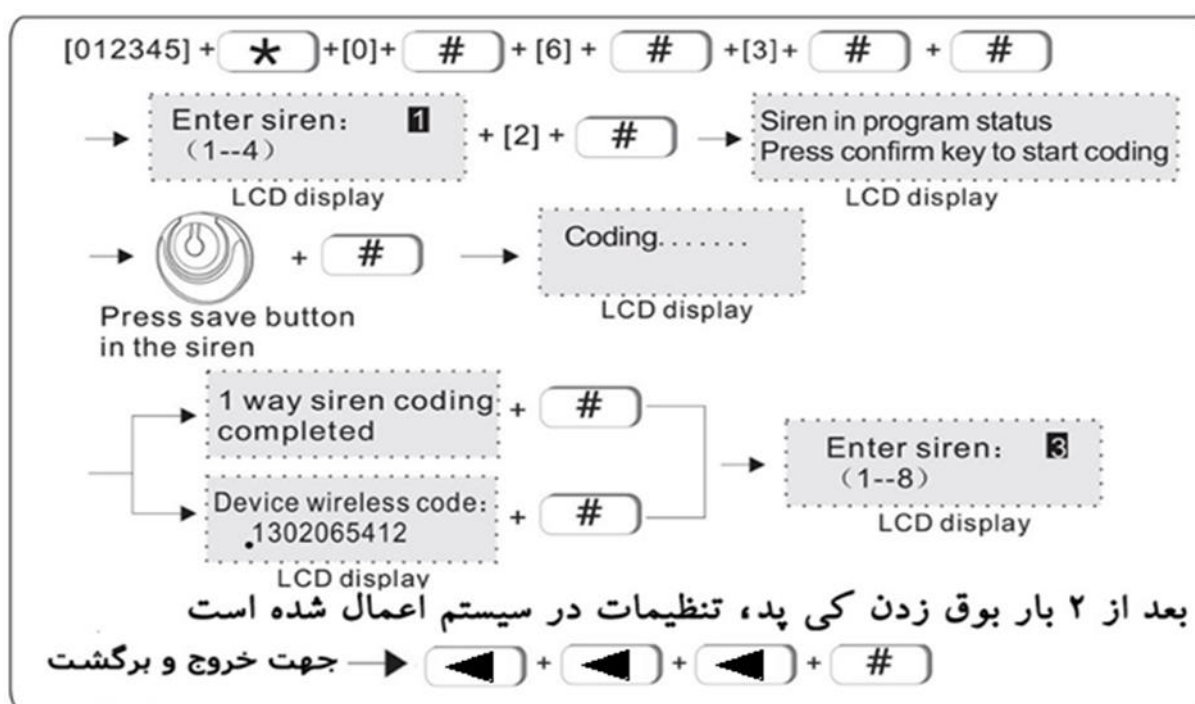 [012345] + * +[0]+ # + [6] + # +[3]+ # + #
Enter siren: 1
(1--4)
LCD display
+ [2] + #
Siren in program status
Press confirm key to start coding
LCD display
+ #
Press save button
in the siren
Coding.......
LCD display
1 way siren coding
completed
+ #
Device wireless code:
.1302065412
LCD display
+ #
Enter siren: 3
(1--8)
LCD display
بعد از ۲ بار بوق زدن کی پد، تنظیمات در سیستم اعمال شده است
جهت خروج و برگشت
+ + + #